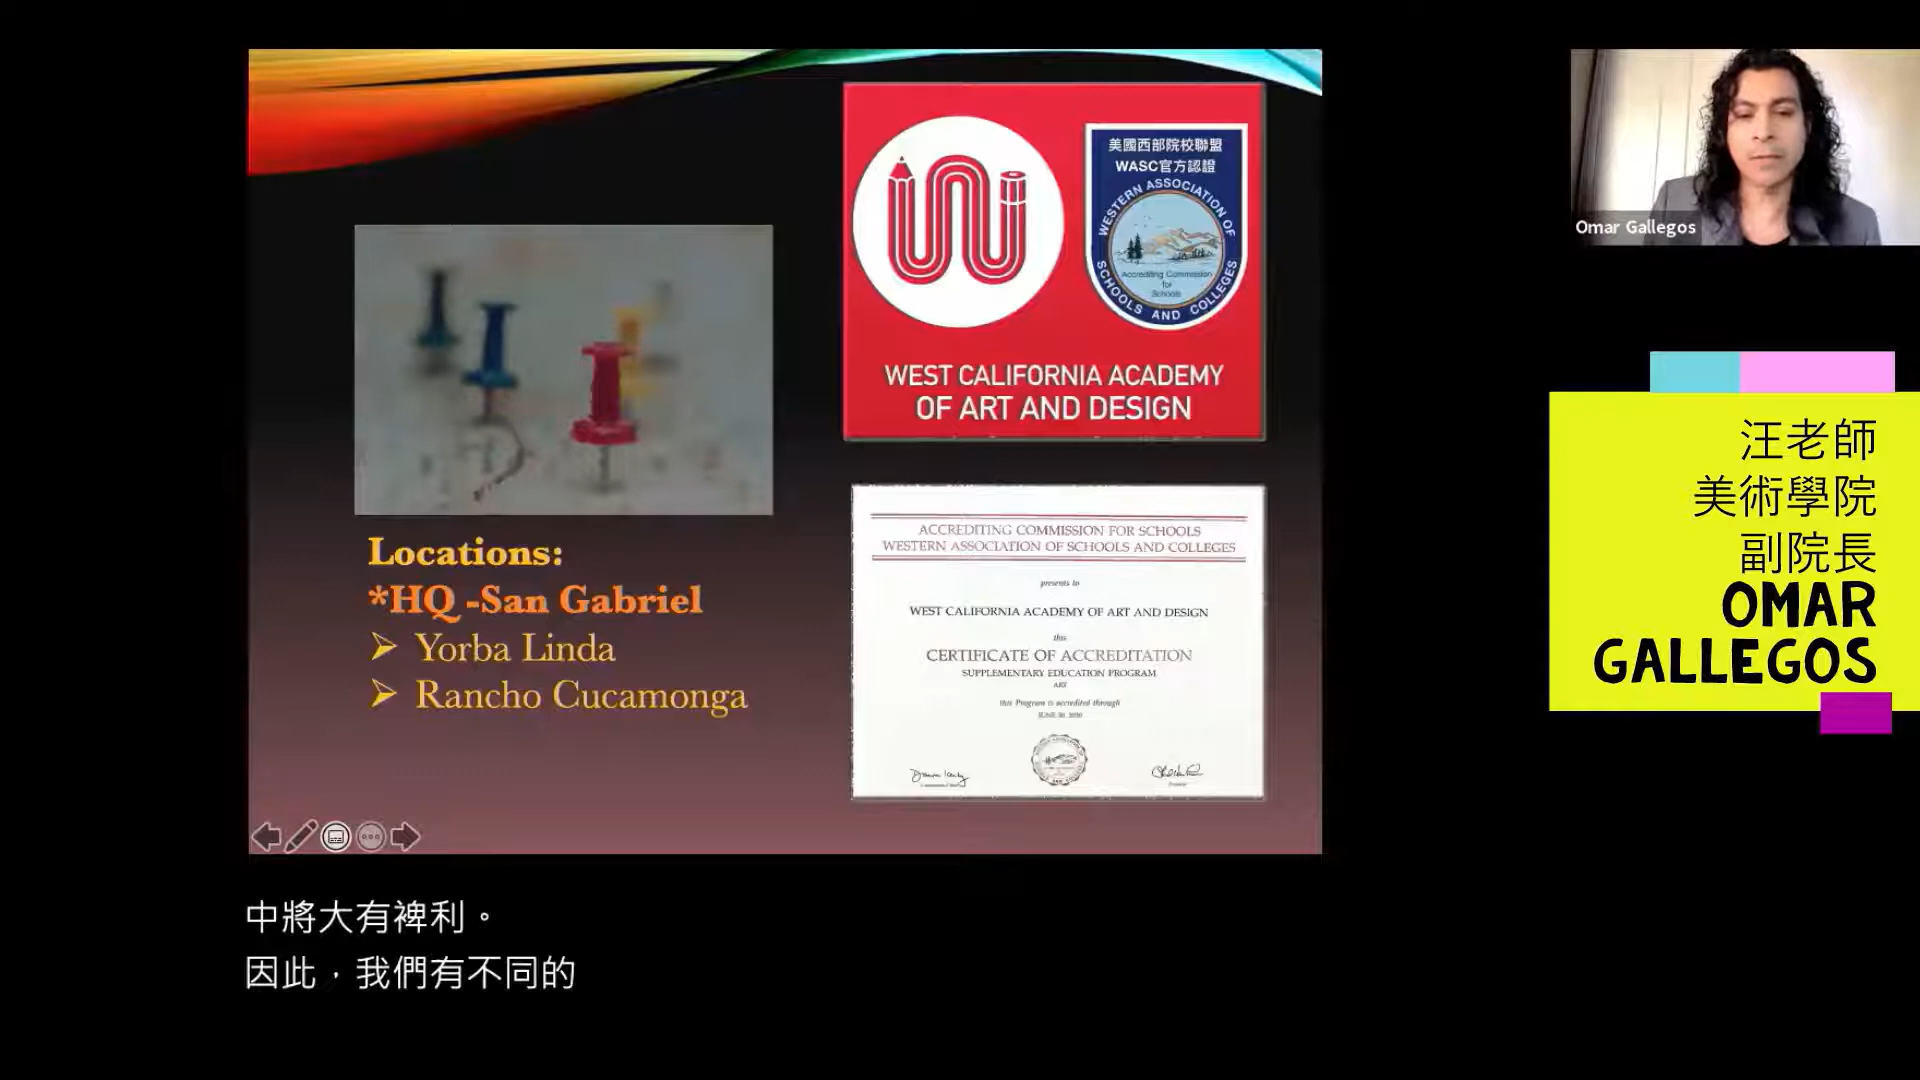 美國西部院校聯盟
WASC官方認證
WESTERN ASSOCIATION OF
SCHOOLS AND COLLEGES
Accrediting Commission
for
Schools
WEST CALIFORNIA ACADEMY
OF ART AND DESIGN
Locations:
*HQ -San Gabriel
Yorba Linda
Rancho Cucamonga
ACCREDITING COMMISSION FOR SCHOOLS
WESTERN ASSOCIATION OF SCHOOLS AND COLLEGES
presents to
WEST CALIFORNIA ACADEMY OF ART AND DESIGN
this
CERTIFICATE OF ACCREDITATION
SUPPLEMENTARY EDUCATION PROGRAM
ART
this Program is accredited through
Omar Gallegos
汪老師
美術學院
副院長
OMAR
GALLEGOS
中將大有裨利。
因此，我們有不同的